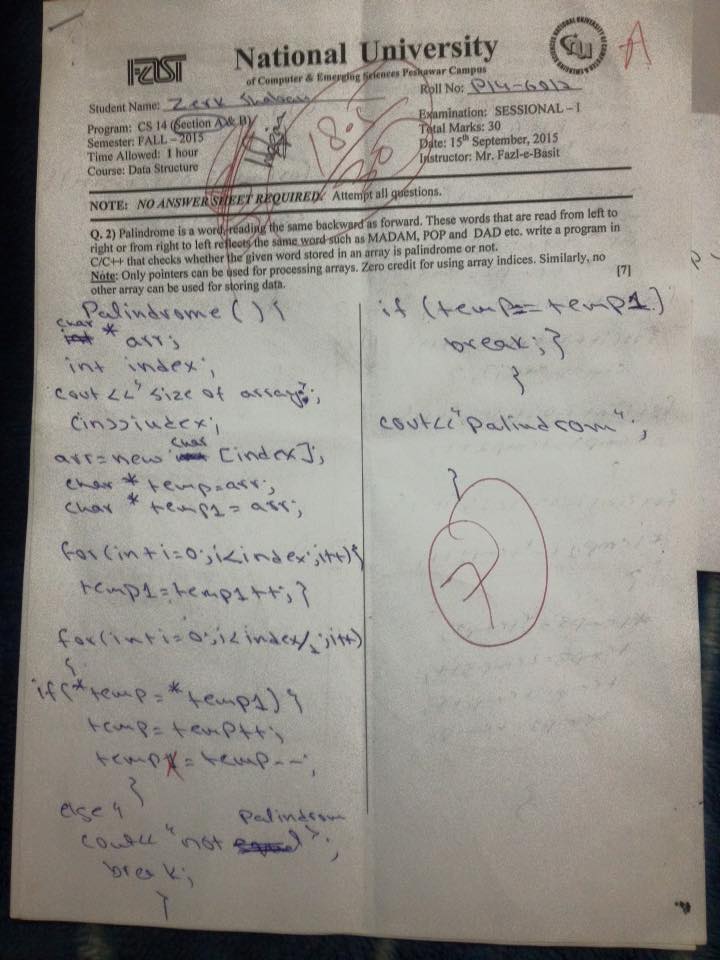 FAST
National University
of Computer & Emerging Sciences Peshawar Campus
A
Roll No: P14-6012
Student Name: Zerk
Program: CS 14 (Section A& B)
Semester: FALL – 2015
Time Allowed: 1 hour
Course: Data Structure
Examination: SESSIONAL – I
Total Marks: 30
Date: 15th September, 2015
Instructor: Mr. Fazl-e-Basit
18.5
30
NOTE: NO ANSWER SHEET REQUIRED. Attempt all questions.
Q. 2) Palindrome is a word, reading the same backward as forward. These words that are read from left to
right or from right to left reflects the same word such as MADAM, POP and DAD etc. write a program in
C/C++ that checks whether the given word stored in an array is palindrome or not.
[7]
Note: Only pointers can be used for processing arrays. Zero credit for using array indices. Similarly, no
other array can be used for storing data.
Palindrome () {
char * arr;
int index;
cout << "size of array";
Cin>>index;
arr=new char [index];
char * temp=arr;
char * temp1 = arr;
for(int i=0;i<index;i++){
temp1=temp1++; }
for(int i=0;i<index/2;i++)
{
if(*temp=*temp1) {
temp=temp++;
temp1=temp--;
}
else {
cout<< "not Palindrom";
break;
}
if (temp==temp1)
break; }
}
cout<<"Palindrom";
}
7